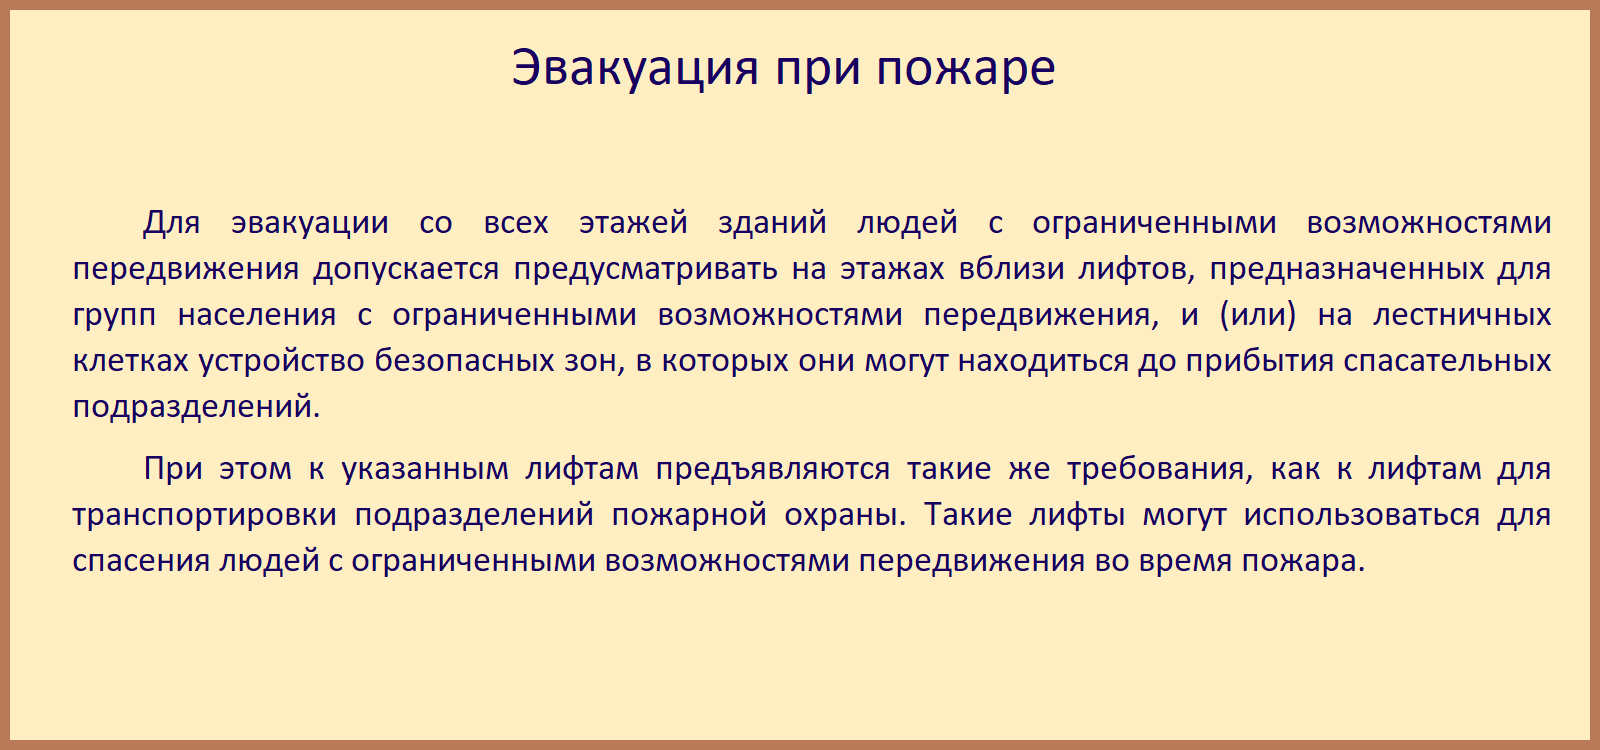 Эвакуация при пожаре
Для эвакуации со всех этажей зданий людей с ограниченными возможностями
передвижения допускается предусматривать на этажах вблизи лифтов, предназначенных для
групп населения с ограниченными возможностями передвижения, и (или) на лестничных
клетках устройство безопасных зон, в которых они могут находиться до прибытия спасательных
подразделений.
При этом к указанным лифтам предъявляются такие же требования, как к лифтам для
транспортировки подразделений пожарной охраны. Такие лифты могут использоваться для
спасения людей с ограниченными возможностями передвижения во время пожара.